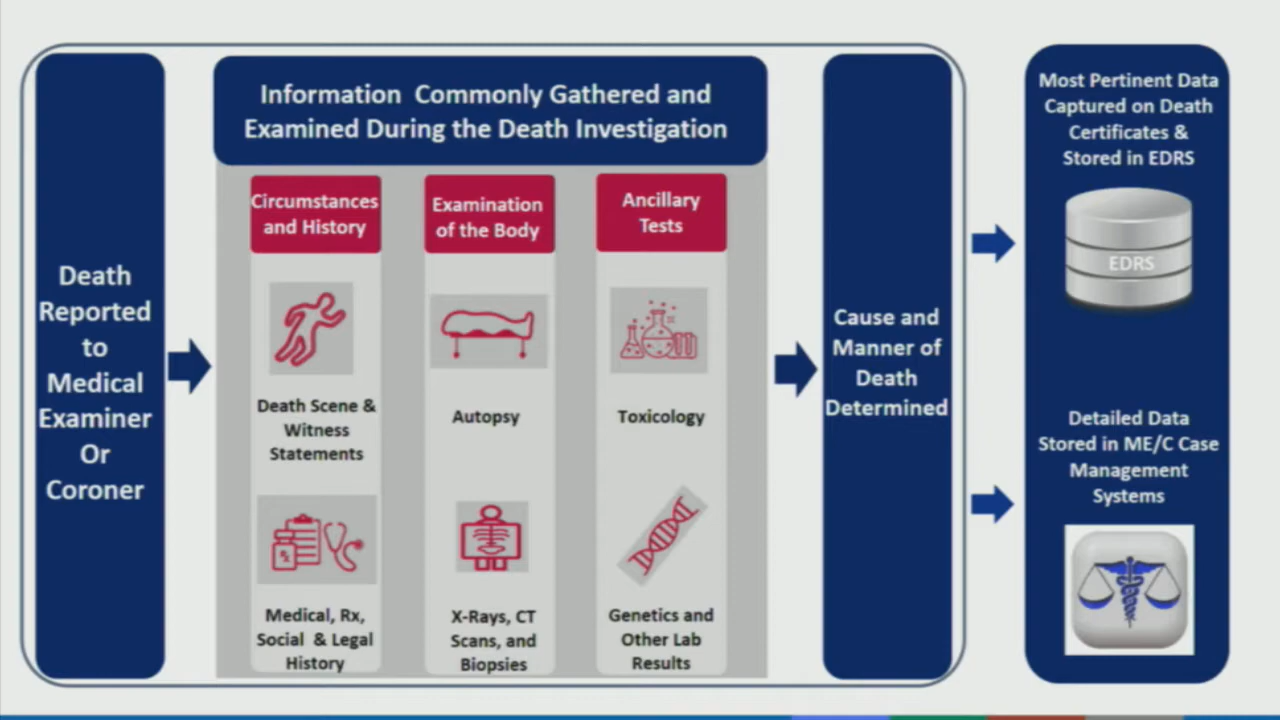 Death
Reported
to
Medical
Examiner
Or
Coroner
Information Commonly Gathered and
Examined During the Death Investigation
Circumstances
and History
Death Scene &
Witness
Statements
Medical, Rx,
Social & Legal
History
Examination
of the Body
Autopsy
X-Rays, CT
Scans, and
Biopsies
Ancillary
Tests
Toxicology
Genetics and
Other Lab
Results
Cause and
Manner of
Death
Determined
Most Pertinent Data
Captured on Death
Certificates &
Stored in EDRS
EDRS
Detailed Data
Stored in ME/C Case
Management
Systems